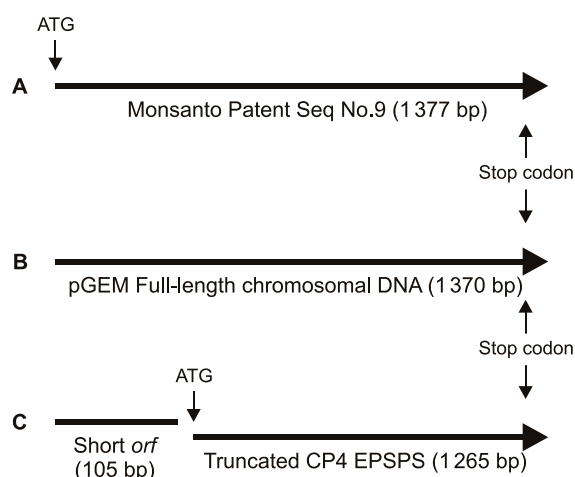 ATG
A
Monsanto Patent Seq No.9 (1 377 bp)
Stop codon
B
pGEM Full-length chromosomal DNA (1 370 bp)
Stop codon
ATG
C
Short orf
(105 bp)
Truncated CP4 EPSPS (1 265 bp)